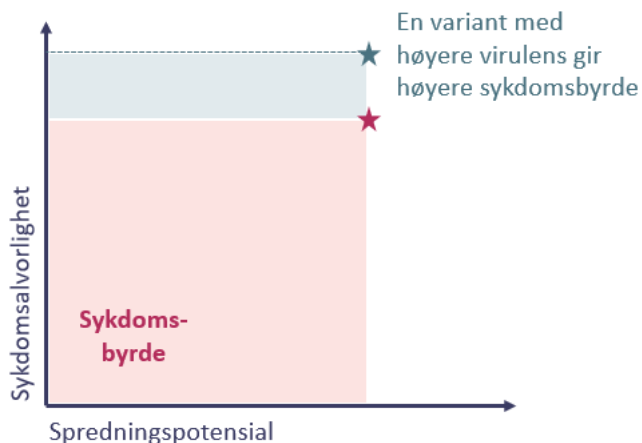 En variant med
høyere virulens gir
høyere sykdomsbyrde
Sykdomsalvorlighet
Sykdoms-
byrde
Spredningspotensial